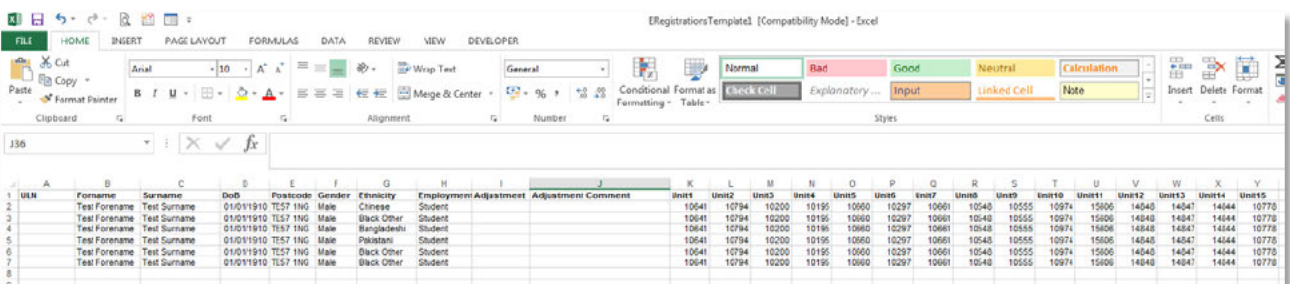 ERegistrationsTemplate1 [Compatibility Mode] - Excel
FILE HOME INSERT PAGE LAYOUT FORMULAS DATA REVIEW VIEW DEVELOPER
Cut Arial 10 Wrap Text General Normal Bad Good Neutral Calculation
Paste Copy Format Painter B I U Merge & Center % Conditional Formatting Format as Table Check Cell Explanatory ... Input Linked Cell Note Insert Delete Format
Clipboard Font Alignment Number Styles Cells
J36 fx
A B C D E F G H I J K L M N O P Q R S T U V W X Y
1 ULN Forname Surname DoB Postcode Gender Ethnicity Employment Adjustment Adjustment Comment Unit1 Unit2 Unit3 Unit4 Unit5 Unit6 Unit7 Unit8 Unit9 Unit10 Unit11 Unit12 Unit13 Unit14 Unit15
2 Test Forename Test Surname 01/01/1910 TE57 1NG Male Chinese Student 10641 10794 10200 10195 10660 10297 10661 10548 10555 10974 15806 14848 14847 14844 10778
3 Test Forename Test Surname 01/01/1910 TE57 1NG Male Black Other Student 10641 10794 10200 10195 10660 10297 10661 10548 10555 10974 15806 14848 14847 14844 10778
4 Test Forename Test Surname 01/01/1910 TE57 1NG Male Bangladeshi Student 10641 10794 10200 10195 10660 10297 10661 10548 10555 10974 15806 14848 14847 14844 10778
5 Test Forename Test Surname 01/01/1910 TE57 1NG Male Pakistani Student 10641 10794 10200 10195 10660 10297 10661 10548 10555 10974 15806 14848 14847 14844 10778
6 Test Forename Test Surname 01/01/1910 TE57 1NG Male Black Other Student 10641 10794 10200 10195 10660 10297 10661 10548 10555 10974 15806 14848 14847 14844 10778
7 Test Forename Test Surname 01/01/1910 TE57 1NG Male Black Other Student 10641 10794 10200 10195 10660 10297 10661 10548 10555 10974 15806 14848 14847 14844 10778
8